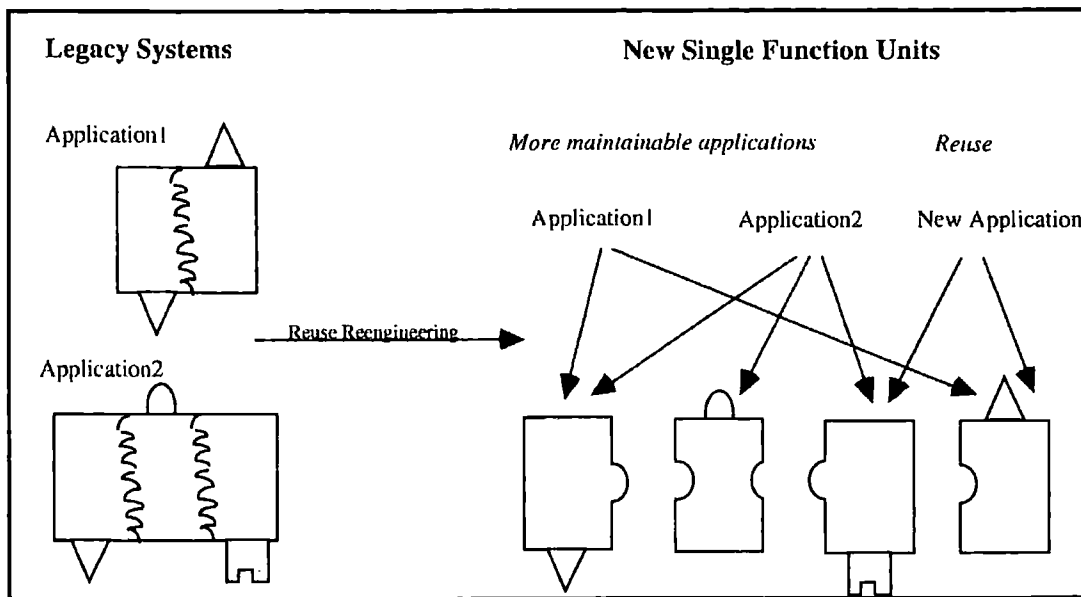 Legacy Systems
New Single Function Units
Application1
More maintainable applications
Reuse
Application1
Application2
New Application
Reuse Reengineering
Application2